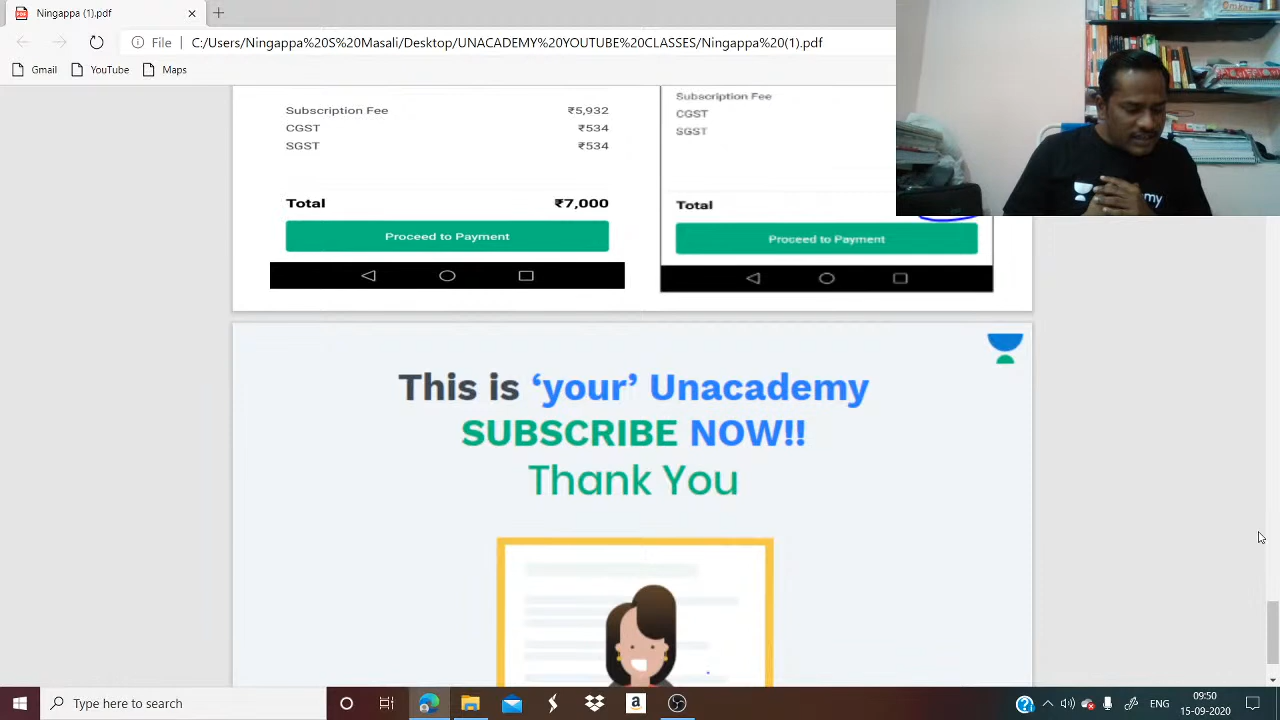 Ningappa (1).pdf
File C:/Users/Ningappa%20S%20Masali/Desktop/UNACADEMY%20YOUTUBE%20CLASSES/Ningappa%20(1).pdf
Gmail YouTube Maps
Subscription Fee ₹5,932
CGST ₹534
SGST ₹534
Total ₹7,000
Proceed to Payment
Subscription Fee
CGST
SGST
Total
Proceed to Payment
This is ‘your’ Unacademy
SUBSCRIBE NOW!!
Thank You
Type here to search
ENG
09:50
15-09-2020